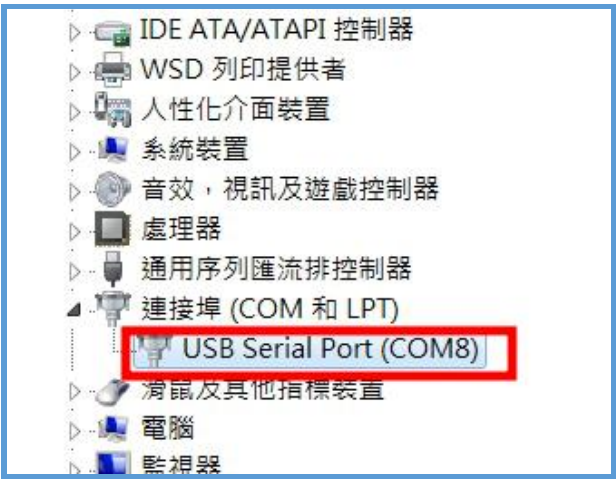 IDE ATA/ATAPI 控制器
WSD 列印提供者
人性化介面裝置
系統裝置
音效，視訊及遊戲控制器
處理器
通用序列匯流排控制器
連接埠 (COM 和 LPT)
USB Serial Port (COM8)
滑鼠及其他指標裝置
電腦
監視器